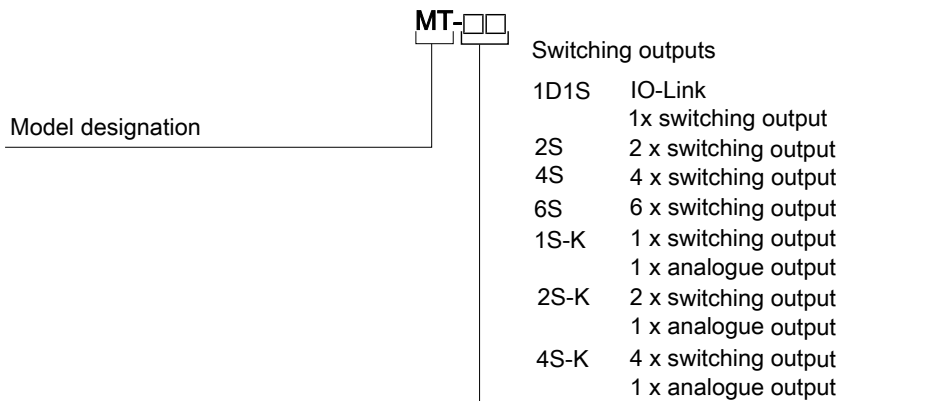 MT-□□
Switching outputs
1D1S IO-Link
1x switching output
Model designation
2S 2 x switching output
4S 4 x switching output
6S 6 x switching output
1S-K 1 x switching output
1 x analogue output
2S-K 2 x switching output
1 x analogue output
4S-K 4 x switching output
1 x analogue output